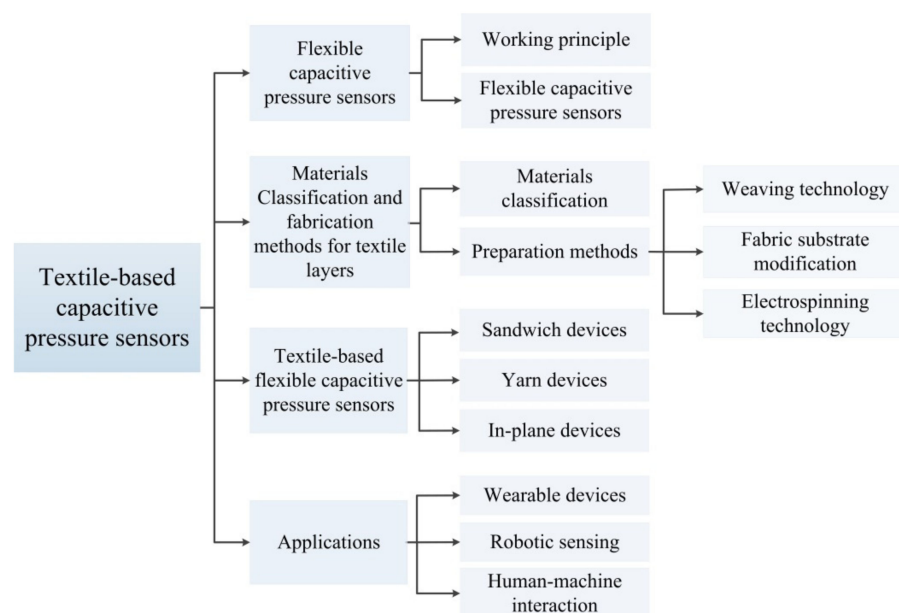 Textile-based
capacitive
pressure sensors
Flexible
capacitive
pressure sensors
Working principle
Flexible capacitive
pressure sensors
Materials
Classification and
fabrication
methods for textile
layers
Materials
classification
Preparation methods
Weaving technology
Fabric substrate
modification
Electrospinning
technology
Textile-based
flexible capacitive
pressure sensors
Sandwich devices
Yarn devices
In-plane devices
Applications
Wearable devices
Robotic sensing
Human-machine
interaction